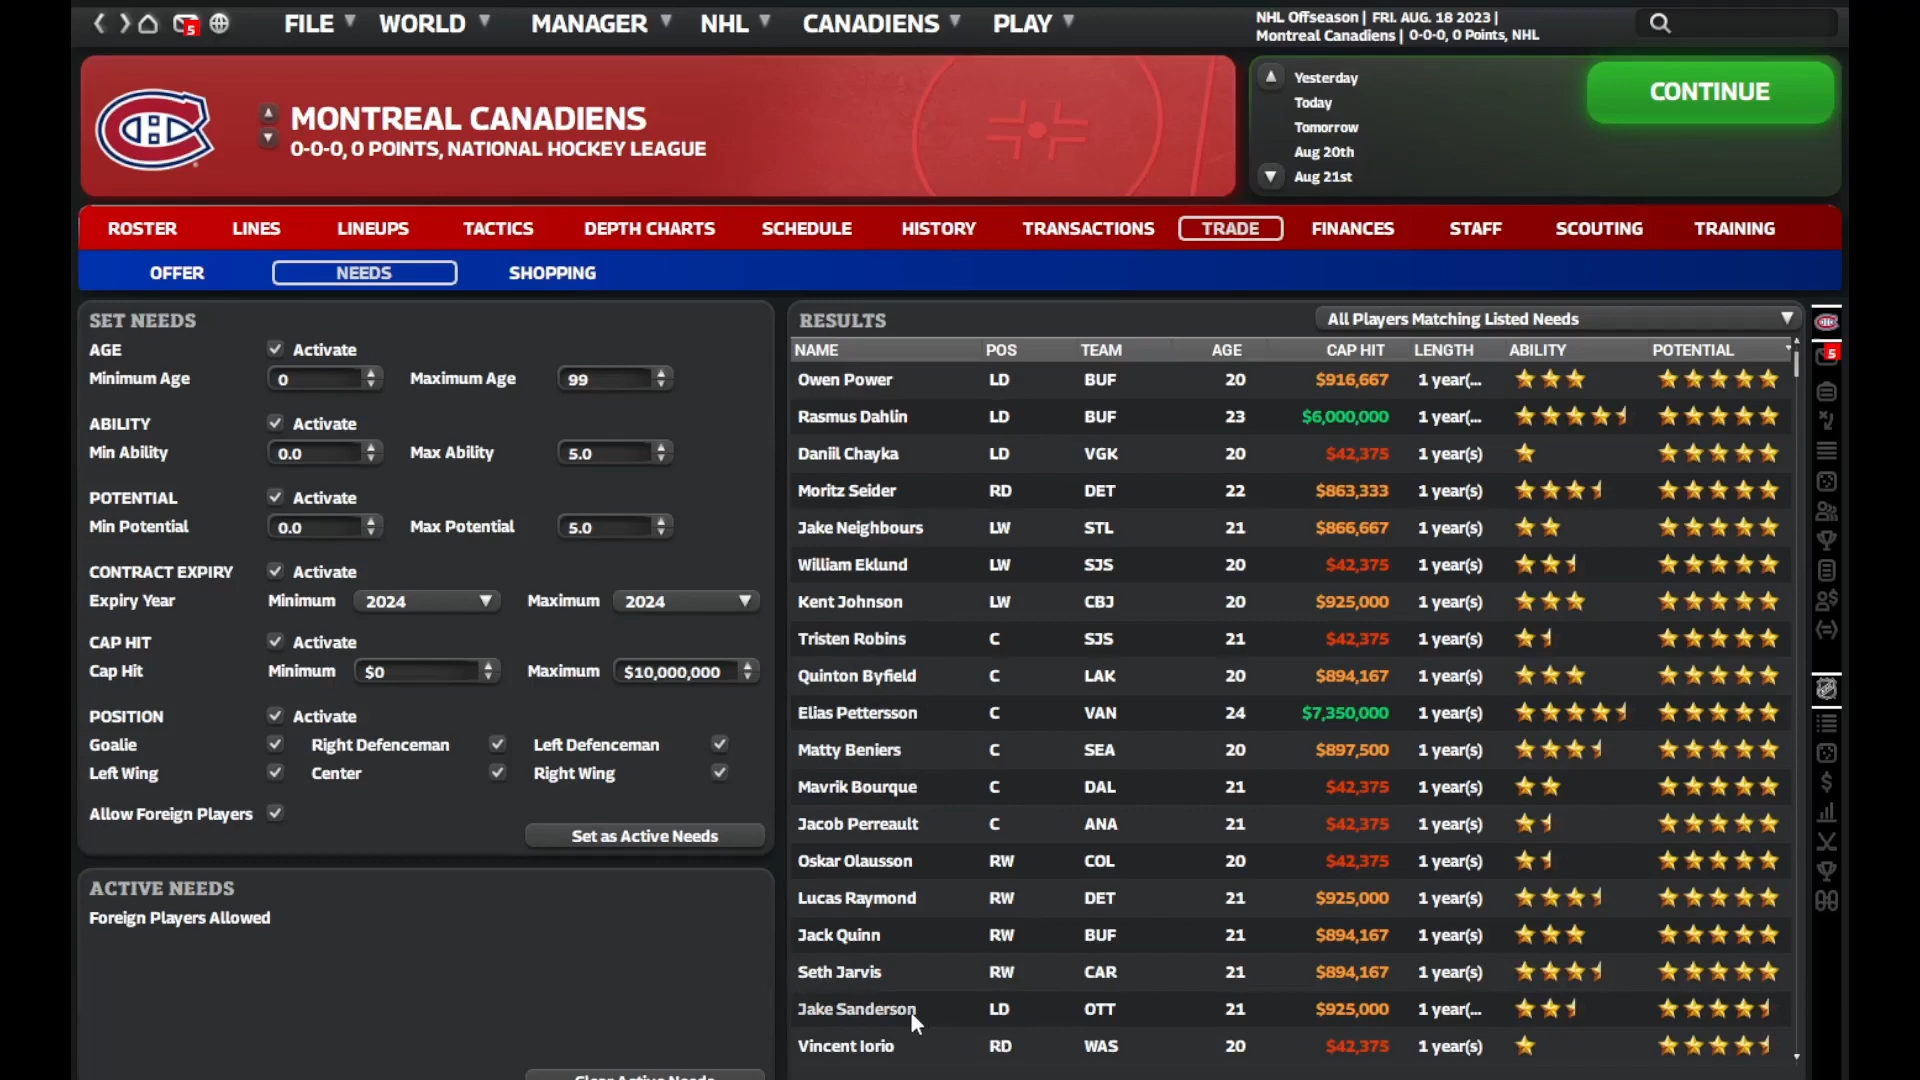 5
FILE
WORLD
MANAGER
NHL
CANADIENS
PLAY
NHL Offseason | FRI. AUG. 18 2023 |
Montreal Canadiens | 0-0-0, 0 Points, NHL
MONTREAL CANADIENS
0-0-0, 0 POINTS, NATIONAL HOCKEY LEAGUE
Yesterday
Today
Tomorrow
Aug 20th
Aug 21st
CONTINUE
ROSTER LINES LINEUPS TACTICS DEPTH CHARTS SCHEDULE HISTORY TRANSACTIONS TRADE FINANCES STAFF SCOUTING TRAINING
OFFER NEEDS SHOPPING
SET NEEDS
AGE Activate
Minimum Age 0 Maximum Age 99
ABILITY Activate
Min Ability 0.0 Max Ability 5.0
POTENTIAL Activate
Min Potential 0.0 Max Potential 5.0
CONTRACT EXPIRY Activate
Expiry Year Minimum 2024 Maximum 2024
CAP HIT Activate
Cap Hit Minimum $0 Maximum $10,000,000
POSITION Activate
Goalie Right Defenceman Left Defenceman
Left Wing Center Right Wing
Allow Foreign Players
Set as Active Needs
ACTIVE NEEDS
Foreign Players Allowed
RESULTS All Players Matching Listed Needs
NAME POS TEAM AGE CAP HIT LENGTH ABILITY POTENTIAL
Owen Power LD BUF 20 $916,667 1 year(...
Rasmus Dahlin LD BUF 23 $6,000,000 1 year(...
Daniil Chayka LD VGK 20 $42,375 1 year(s)
Moritz Seider RD DET 22 $863,333 1 year(s)
Jake Neighbours LW STL 21 $866,667 1 year(s)
William Eklund LW SJS 20 $42,375 1 year(s)
Kent Johnson LW CBJ 20 $925,000 1 year(s)
Tristen Robins C SJS 21 $42,375 1 year(s)
Quinton Byfield C LAK 20 $894,167 1 year(s)
Elias Pettersson C VAN 24 $7,350,000 1 year(s)
Matty Beniers C SEA 20 $897,500 1 year(s)
Mavrik Bourque C DAL 21 $42,375 1 year(s)
Jacob Perreault C ANA 21 $42,375 1 year(s)
Oskar Olausson RW COL 20 $42,375 1 year(s)
Lucas Raymond RW DET 21 $925,000 1 year(s)
Jack Quinn RW BUF 21 $894,167 1 year(s)
Seth Jarvis RW CAR 21 $894,167 1 year(s)
Jake Sanderson LD OTT 21 $925,000 1 year(...
Vincent Iorio RD WAS 20 $42,375 1 year(s)
5